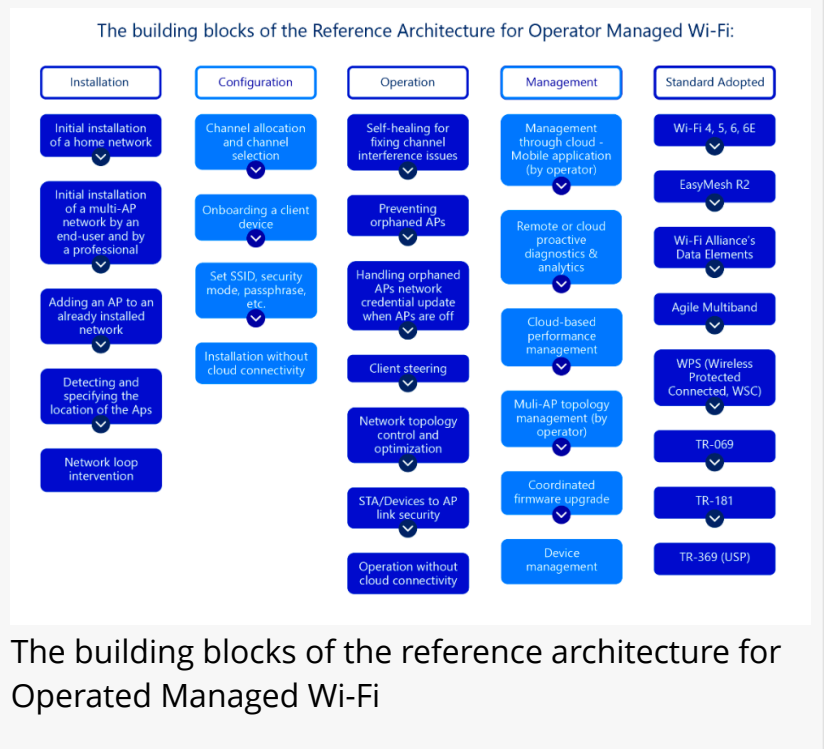 The building blocks of the Reference Architecture for Operator Managed Wi-Fi:
Installation
Initial installation
of a home network
Initial installation
of a multi-AP
network by an
end-user and by
a professional
Adding an AP to an
already installed
network
Detecting and
specifying the
location of the Aps
Network loop
intervention
Configuration
Channel allocation
and channel
selection
Onboarding a client
device
Set SSID, security
mode, passphrase,
etc.
Installation without
cloud connectivity
Operation
Self-healing for
fixing channel
interference issues
Preventing
orphaned APs
Handling orphaned
APs network
credential update
when APs are off
Client steering
Network topology
control and
optimization
STA/Devices to AP
link security
Operation without
cloud connectivity
Management
Management
through cloud -
Mobile application
(by operator)
Remote or cloud
proactive
diagnostics &
analytics
Cloud-based
performance
management
Muli-AP topology
management (by
operator)
Coordinated
firmware upgrade
Device
management
Standard Adopted
Wi-Fi 4, 5, 6, 6E
EasyMesh R2
Wi-Fi Alliance's
Data Elements
Agile Multiband
WPS (Wireless
Protected
Connected, WSC)
TR-069
TR-181
TR-369 (USP)
The building blocks of the reference architecture for
Operated Managed Wi-Fi